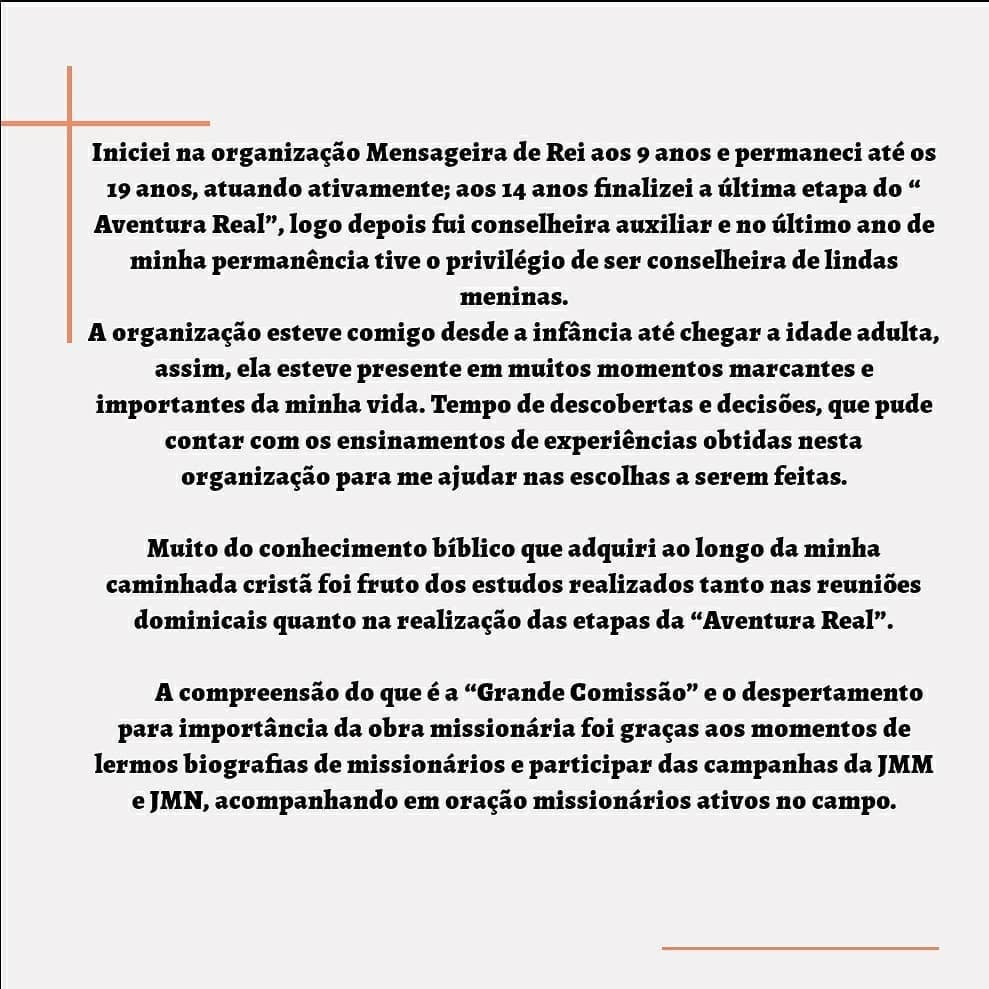 Iniciei na organização Mensageira de Rei aos 9 anos e permaneci até os
19 anos, atuando ativamente; aos 14 anos finalizei a última etapa do “
Aventura Real”, logo depois fui conselheira auxiliar e no último ano de
minha permanência tive o privilégio de ser conselheira de lindas
meninas.
A organização esteve comigo desde a infância até chegar a idade adulta,
assim, ela esteve presente em muitos momentos marcantes e
importantes da minha vida. Tempo de descobertas e decisões, que pude
contar com os ensinamentos de experiências obtidas nesta
organização para me ajudar nas escolhas a serem feitas.
Muito do conhecimento bíblico que adquiri ao longo da minha
caminhada cristã foi fruto dos estudos realizados tanto nas reuniões
dominicais quanto na realização das etapas da “Aventura Real”.
A compreensão do que é a “Grande Comissão” e o despertamento
para importância da obra missionária foi graças aos momentos de
lermos biografias de missionários e participar das campanhas da JMM
e JMN, acompanhando em oração missionários ativos no campo.